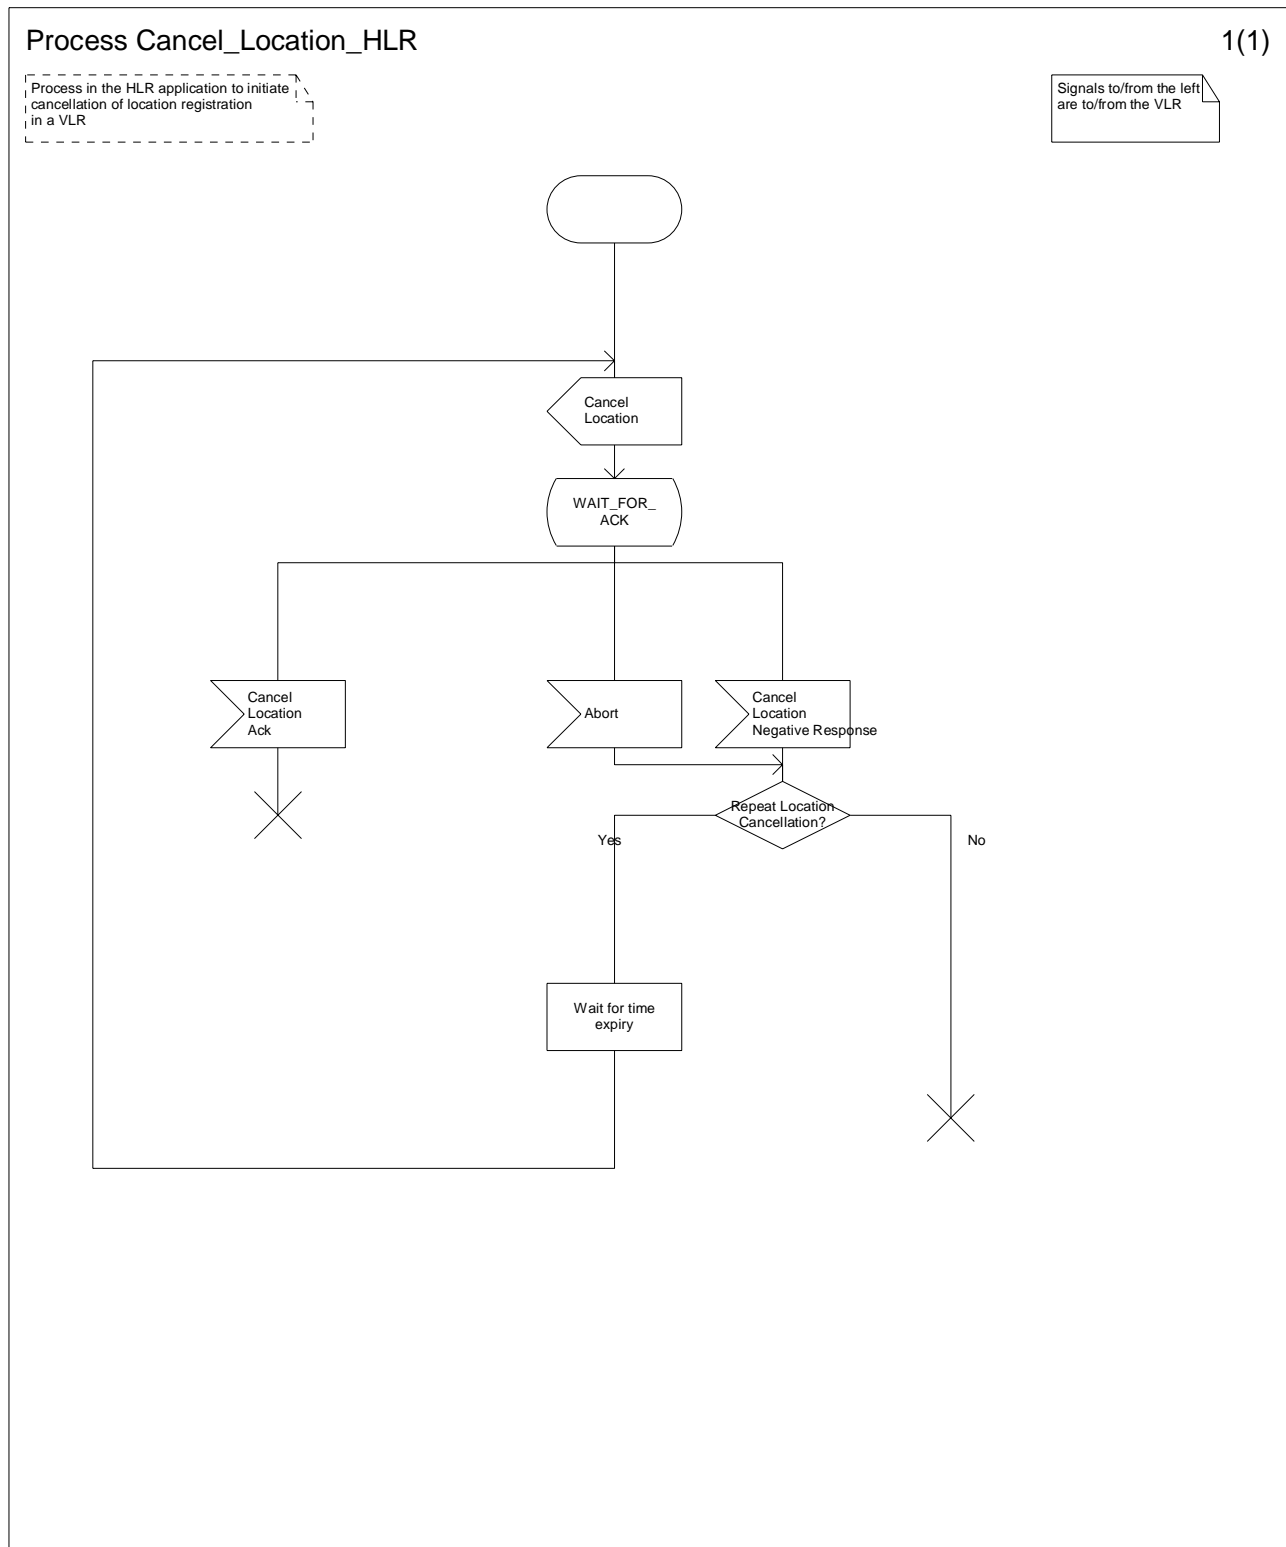 Process Cancel_Location_HLR
1(1)
Process in the HLR application to initiate
cancellation of location registration
in a VLR
Signals to/from the left
are to/from the VLR
Cancel
Location
WAIT_FOR_
ACK
Cancel
Location
Ack
Abort
Cancel
Location
Negative Response
Repeat Location
Cancellation?
Yes
No
Wait for time
expiry